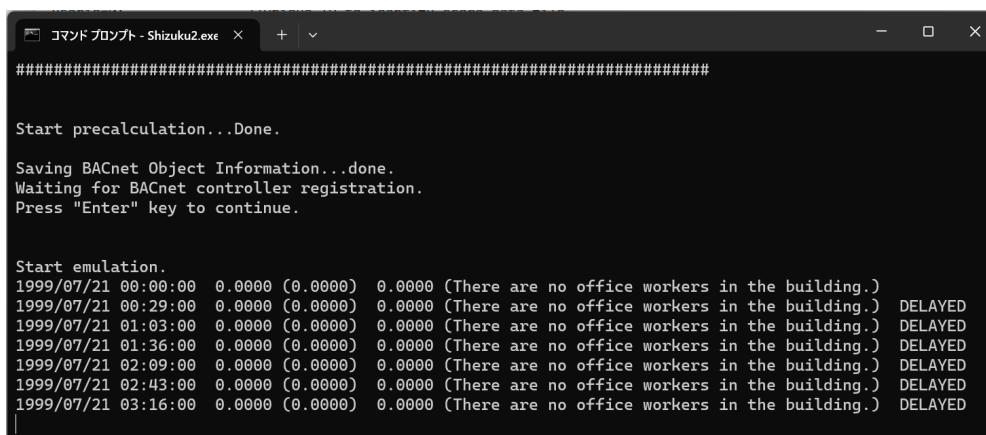 コマンド プロンプト - Shizuku2.exe
########################################################################
Start precalculation...Done.
Saving BACnet Object Information...done.
Waiting for BACnet controller registration.
Press "Enter" key to continue.
Start emulation.
1999/07/21 00:00:00  0.0000 (0.0000)  0.0000 (There are no office workers in the building.)
1999/07/21 00:29:00  0.0000 (0.0000)  0.0000 (There are no office workers in the building.)  DELAYED
1999/07/21 01:03:00  0.0000 (0.0000)  0.0000 (There are no office workers in the building.)  DELAYED
1999/07/21 01:36:00  0.0000 (0.0000)  0.0000 (There are no office workers in the building.)  DELAYED
1999/07/21 02:09:00  0.0000 (0.0000)  0.0000 (There are no office workers in the building.)  DELAYED
1999/07/21 02:43:00  0.0000 (0.0000)  0.0000 (There are no office workers in the building.)  DELAYED
1999/07/21 03:16:00  0.0000 (0.0000)  0.0000 (There are no office workers in the building.)  DELAYED